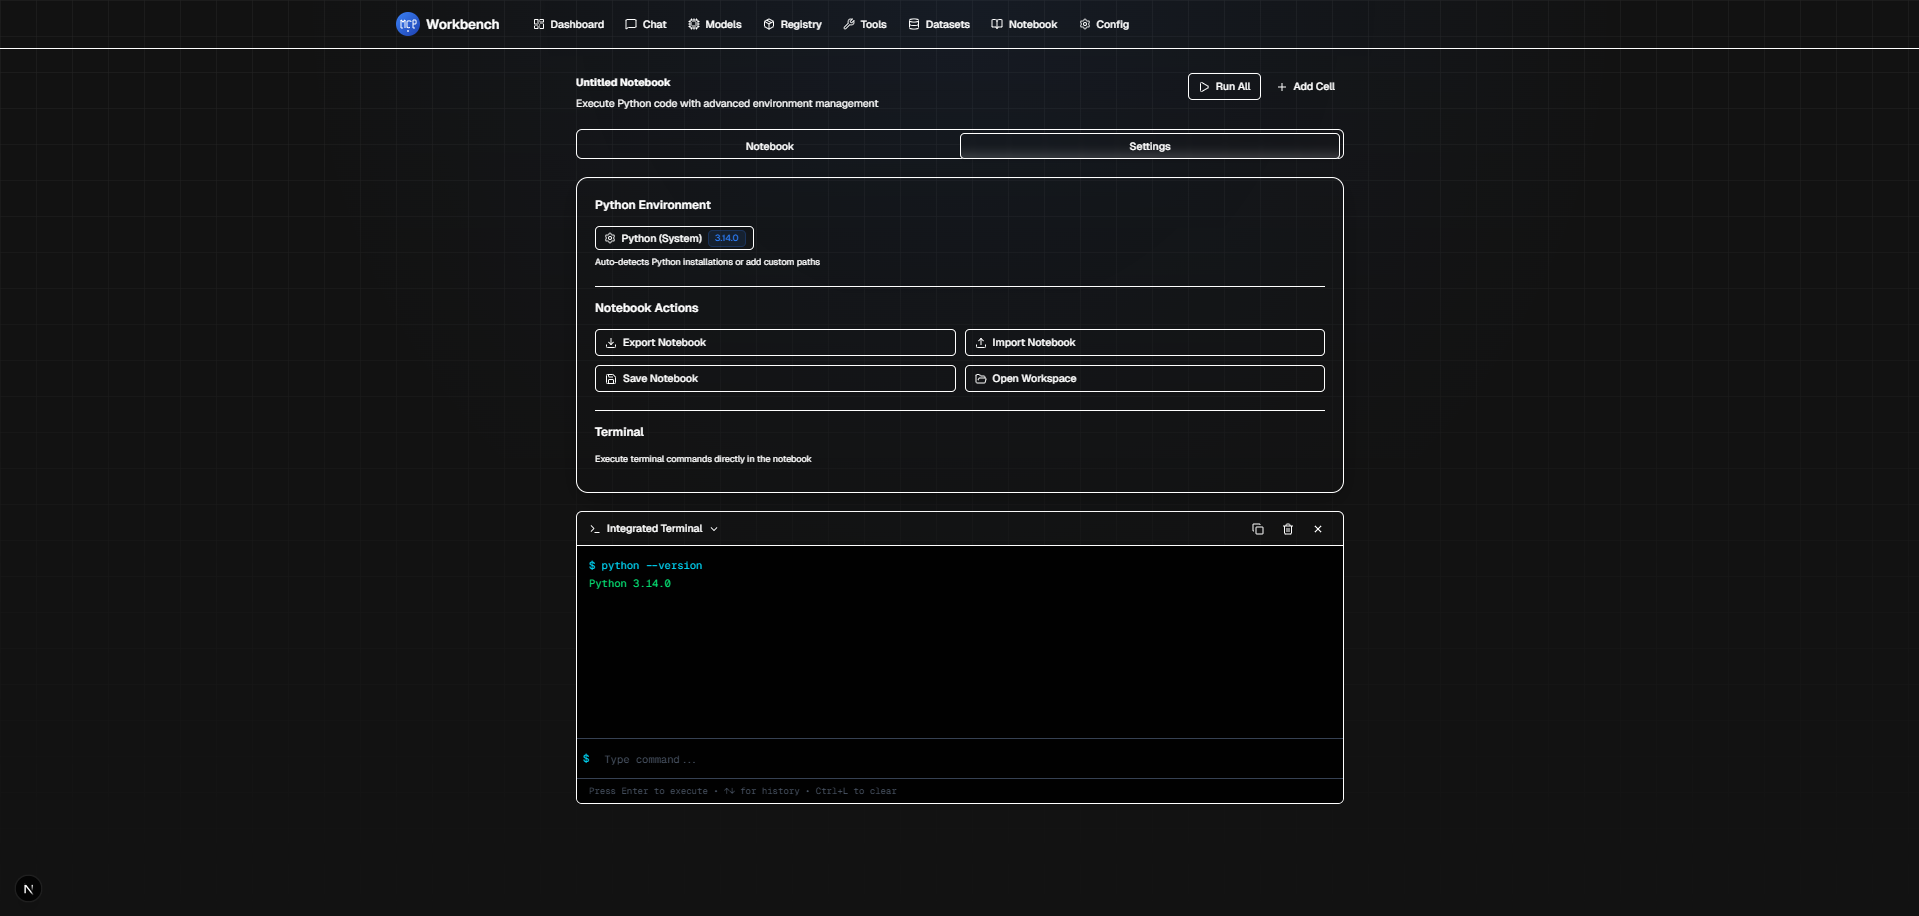 MCP Workbench Dashboard Chat Models Registry Tools Datasets Notebook Config
Untitled Notebook
Execute Python code with advanced environment management
Run All + Add Cell
Notebook Settings
Python Environment
Python (System) 3.14.0
Auto-detects Python installations or add custom paths
Notebook Actions
Export Notebook Import Notebook
Save Notebook Open Workspace
Terminal
Execute terminal commands directly in the notebook
>_ Integrated Terminal
$ python --version
Python 3.14.0
$ Type command...
Press Enter to execute • ↑↓ for history • Ctrl+L to clear
N